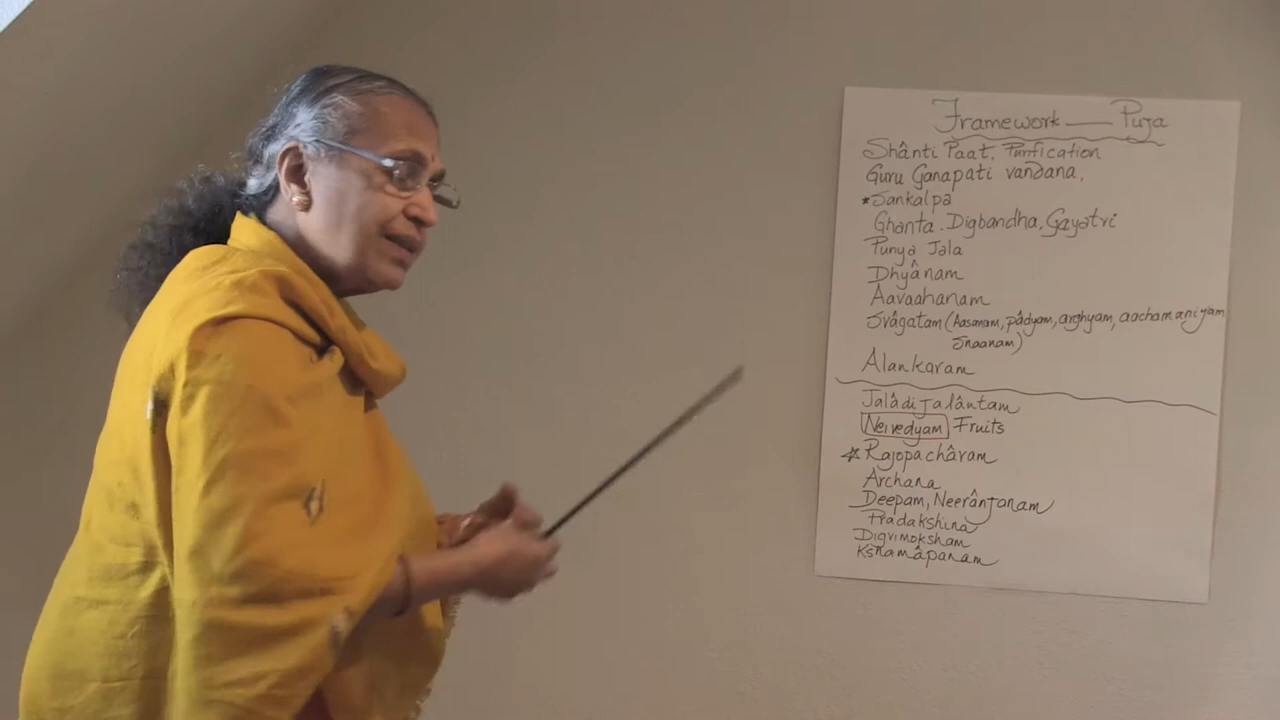 Framework — Puja
Shânti Paat, Purification
Guru Ganapati vandana,
*Sankalpa
Ghanta. Digbandha, Gayatri
Punya Jala
Dhyânam
Aavaahanam
Svâgatam (Aasanam, pâdyam, arghyam, aachamaniyam
Snaanam)
Alankaram
Jalâdi Jalântam
Neivedyam Fruits
☆ Rajopachâram
Archana
Deepam, Neerânjanam
Pradakshina
Digvimoksham
Kshamâpanam